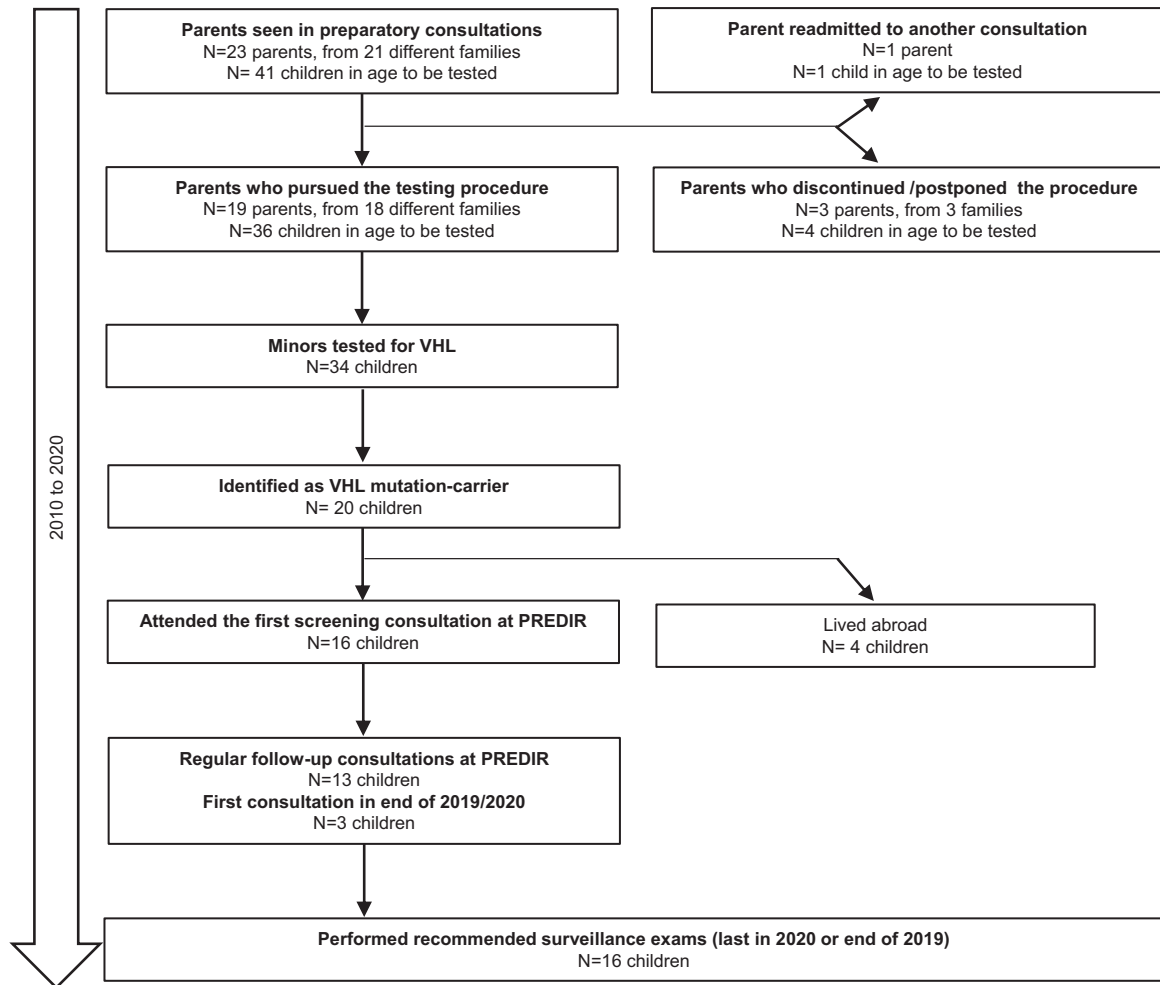 Parents seen in preparatory consultations
N=23 parents, from 21 different families
N= 41 children in age to be tested
Parent readmitted to another consultation
N=1 parent
N=1 child in age to be tested
Parents who pursued the testing procedure
N=19 parents, from 18 different families
N=36 children in age to be tested
Parents who discontinued /postponed the procedure
N=3 parents, from 3 families
N=4 children in age to be tested
Minors tested for VHL
N=34 children
2010 to 2020
Identified as VHL mutation-carrier
N= 20 children
Attended the first screening consultation at PREDIR
N=16 children
Lived abroad
N= 4 children
Regular follow-up consultations at PREDIR
N=13 children
First consultation in end of 2019/2020
N=3 children
Performed recommended surveillance exams (last in 2020 or end of 2019)
N=16 children